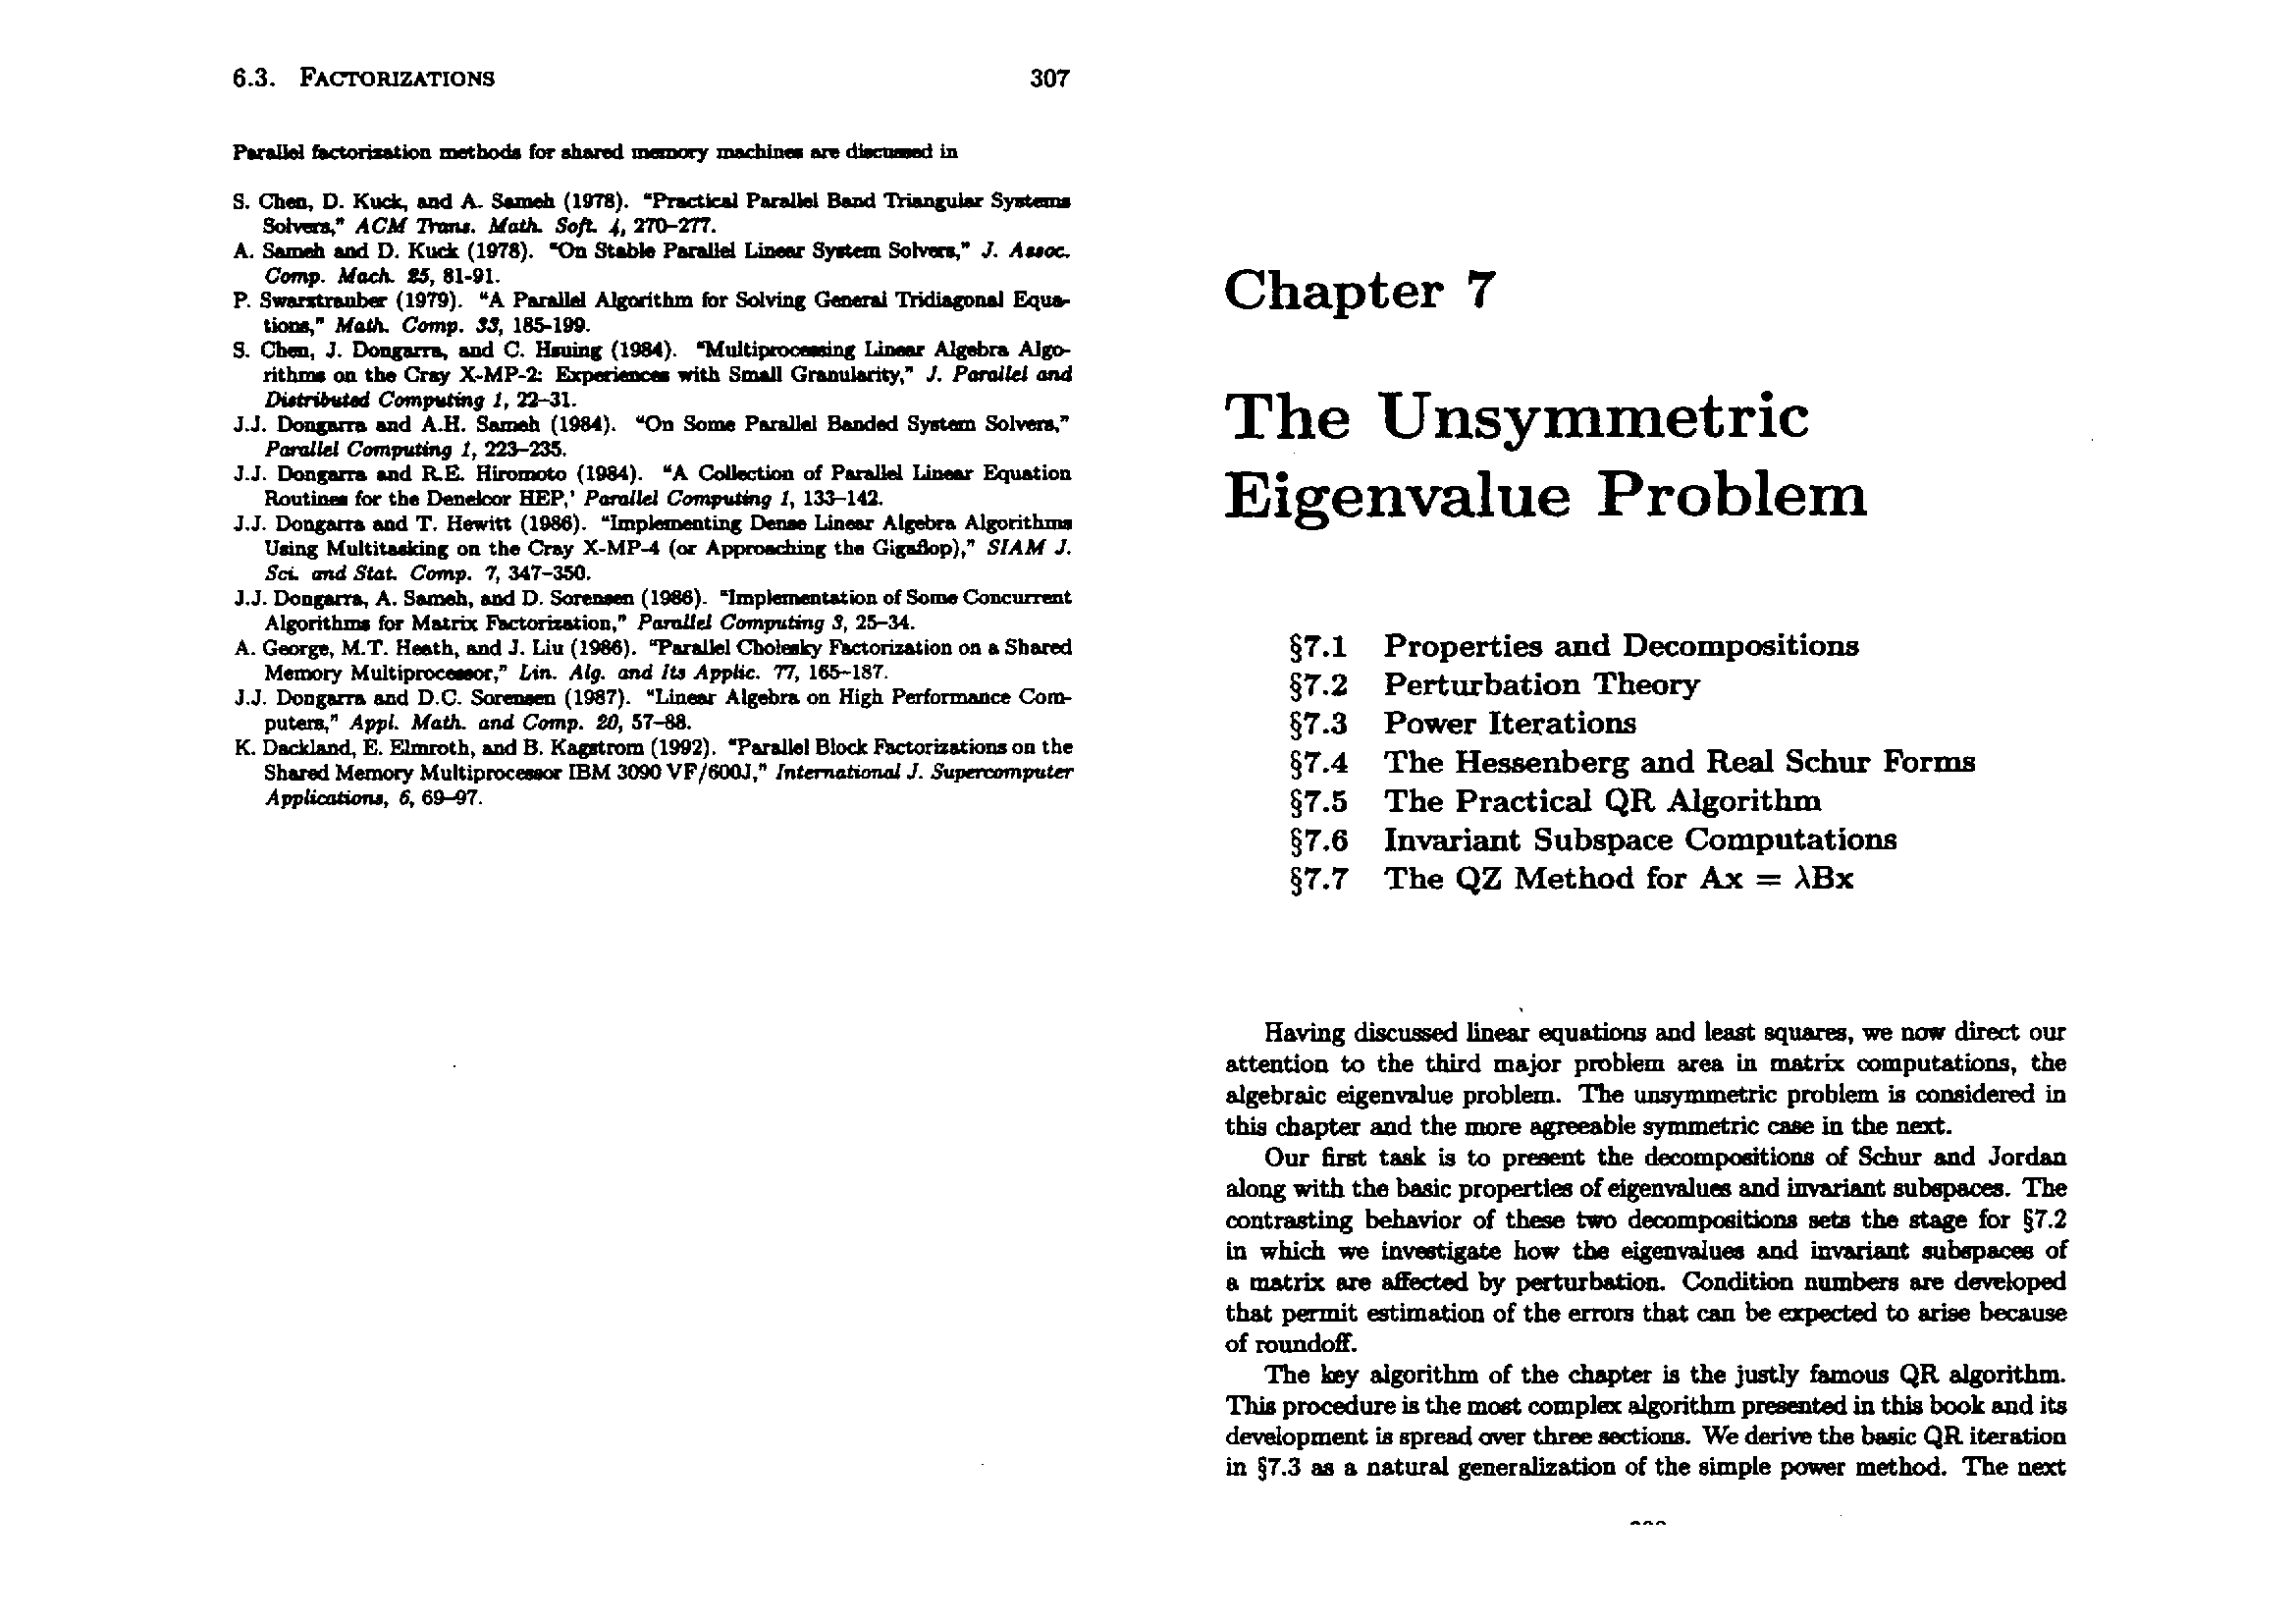 6.3. FACTORIZATIONS 307
Parallel factorization methods for shared memory machines are discussed in
S. Chen, D. Kuck, and A. Sameh (1978). "Practical Parallel Band Triangular Systems
Solvers," ACM Trans. Math. Soft. 4, 270–277.
A. Sameh and D. Kuck (1978). "On Stable Parallel Linear System Solvers," J. Assoc.
Comp. Mach. 25, 81-91.
P. Swarztrauber (1979). "A Parallel Algorithm for Solving General Tridiagonal Equa-
tions," Math. Comp. 33, 185-199.
S. Chen, J. Dongarra, and C. Hsuing (1984). "Multiprocessing Linear Algebra Algo-
rithms on the Cray X-MP-2: Experiences with Small Granularity," J. Parallel and
Distributed Computing 1, 22–31.
J.J. Dongarra and A.H. Sameh (1984). "On Some Parallel Banded System Solvers,"
Parallel Computing 1, 223–235.
J.J. Dongarra and R.E. Hiromoto (1984). "A Collection of Parallel Linear Equation
Routines for the Denelcor HEP,' Parallel Computing 1, 133–142.
J.J. Dongarra and T. Hewitt (1986). "Implementing Dense Linear Algebra Algorithms
Using Multitasking on the Cray X-MP-4 (or Approaching the Gigaflop)," SIAM J.
Sci. and Stat. Comp. 7, 347–350.
J.J. Dongarra, A. Sameh, and D. Sorensen (1986). "Implementation of Some Concurrent
Algorithms for Matrix Factorization," Parallel Computing 3, 25–34.
A. George, M.T. Heath, and J. Liu (1986). "Parallel Cholesky Factorization on a Shared
Memory Multiprocessor," Lin. Alg. and Its Applic. 77, 165–187.
J.J. Dongarra and D.C. Sorensen (1987). "Linear Algebra on High Performance Com-
puters," Appl. Math. and Comp. 20, 57–88.
K. Dackland, E. Elmroth, and B. Kagstrom (1992). "Parallel Block Factorizations on the
Shared Memory Multiprocessor IBM 3090 VF/600J," International J. Supercomputer
Applications, 6, 69–97.
Chapter 7
The Unsymmetric
Eigenvalue Problem
§7.1 Properties and Decompositions
§7.2 Perturbation Theory
§7.3 Power Iterations
§7.4 The Hessenberg and Real Schur Forms
§7.5 The Practical QR Algorithm
§7.6 Invariant Subspace Computations
§7.7 The QZ Method for Ax = λBx
Having discussed linear equations and least squares, we now direct our
attention to the third major problem area in matrix computations, the
algebraic eigenvalue problem. The unsymmetric problem is considered in
this chapter and the more agreeable symmetric case in the next.
Our first task is to present the decompositions of Schur and Jordan
along with the basic properties of eigenvalues and invariant subspaces. The
contrasting behavior of these two decompositions sets the stage for §7.2
in which we investigate how the eigenvalues and invariant subspaces of
a matrix are affected by perturbation. Condition numbers are developed
that permit estimation of the errors that can be expected to arise because
of roundoff.
The key algorithm of the chapter is the justly famous QR algorithm.
This procedure is the most complex algorithm presented in this book and its
development is spread over three sections. We derive the basic QR iteration
in §7.3 as a natural generalization of the simple power method. The next